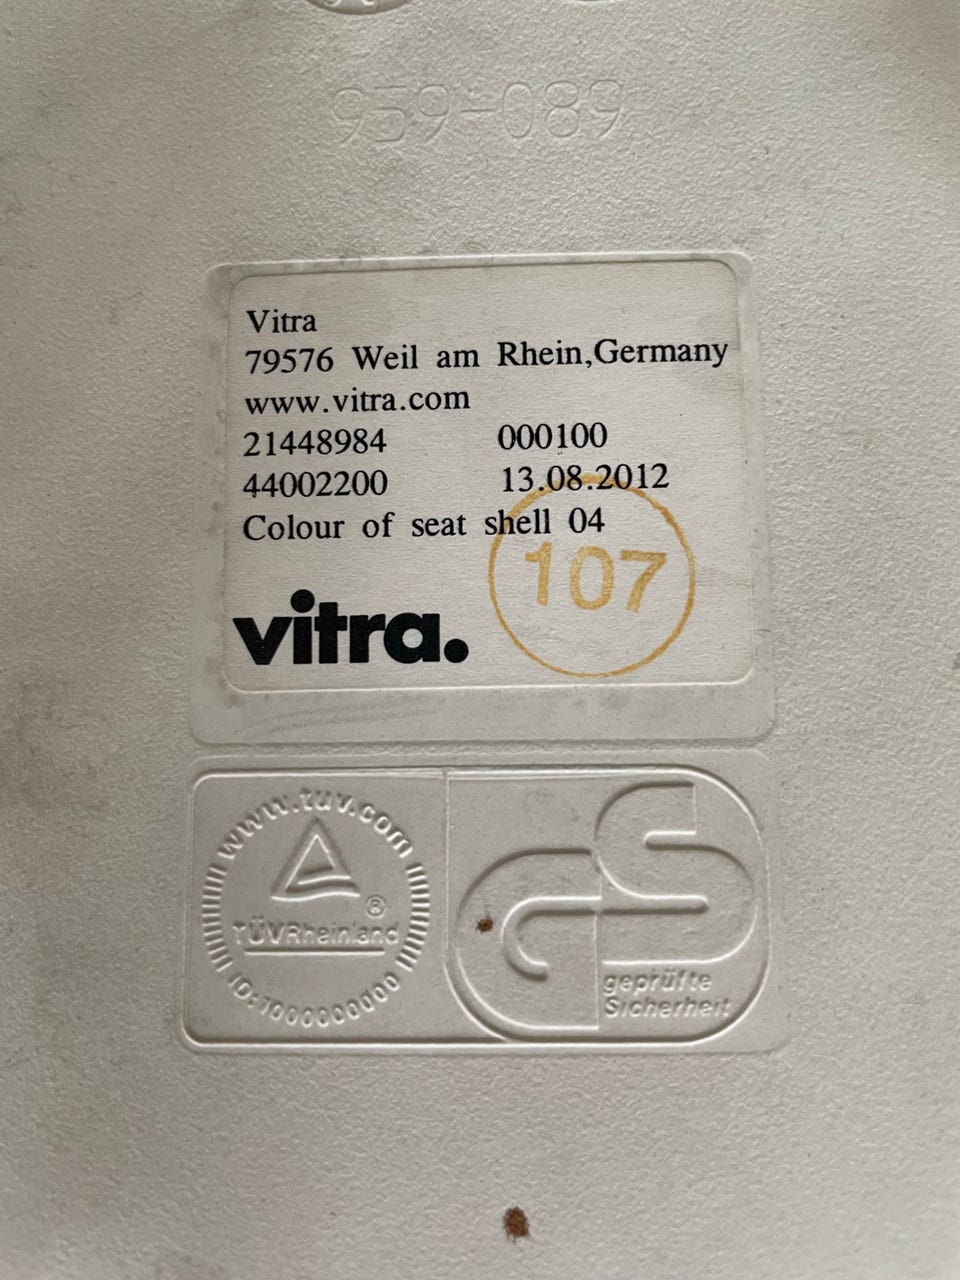 959-089
Vitra
79576 Weil am Rhein,Germany
www.vitra.com
21448984 000100
44002200 13.08.2012
Colour of seat shell 04
107
vitra.
www.tuv.com
®
TÜVRheinland
ID:1000000000
GS
geprüfte
Sicherheit